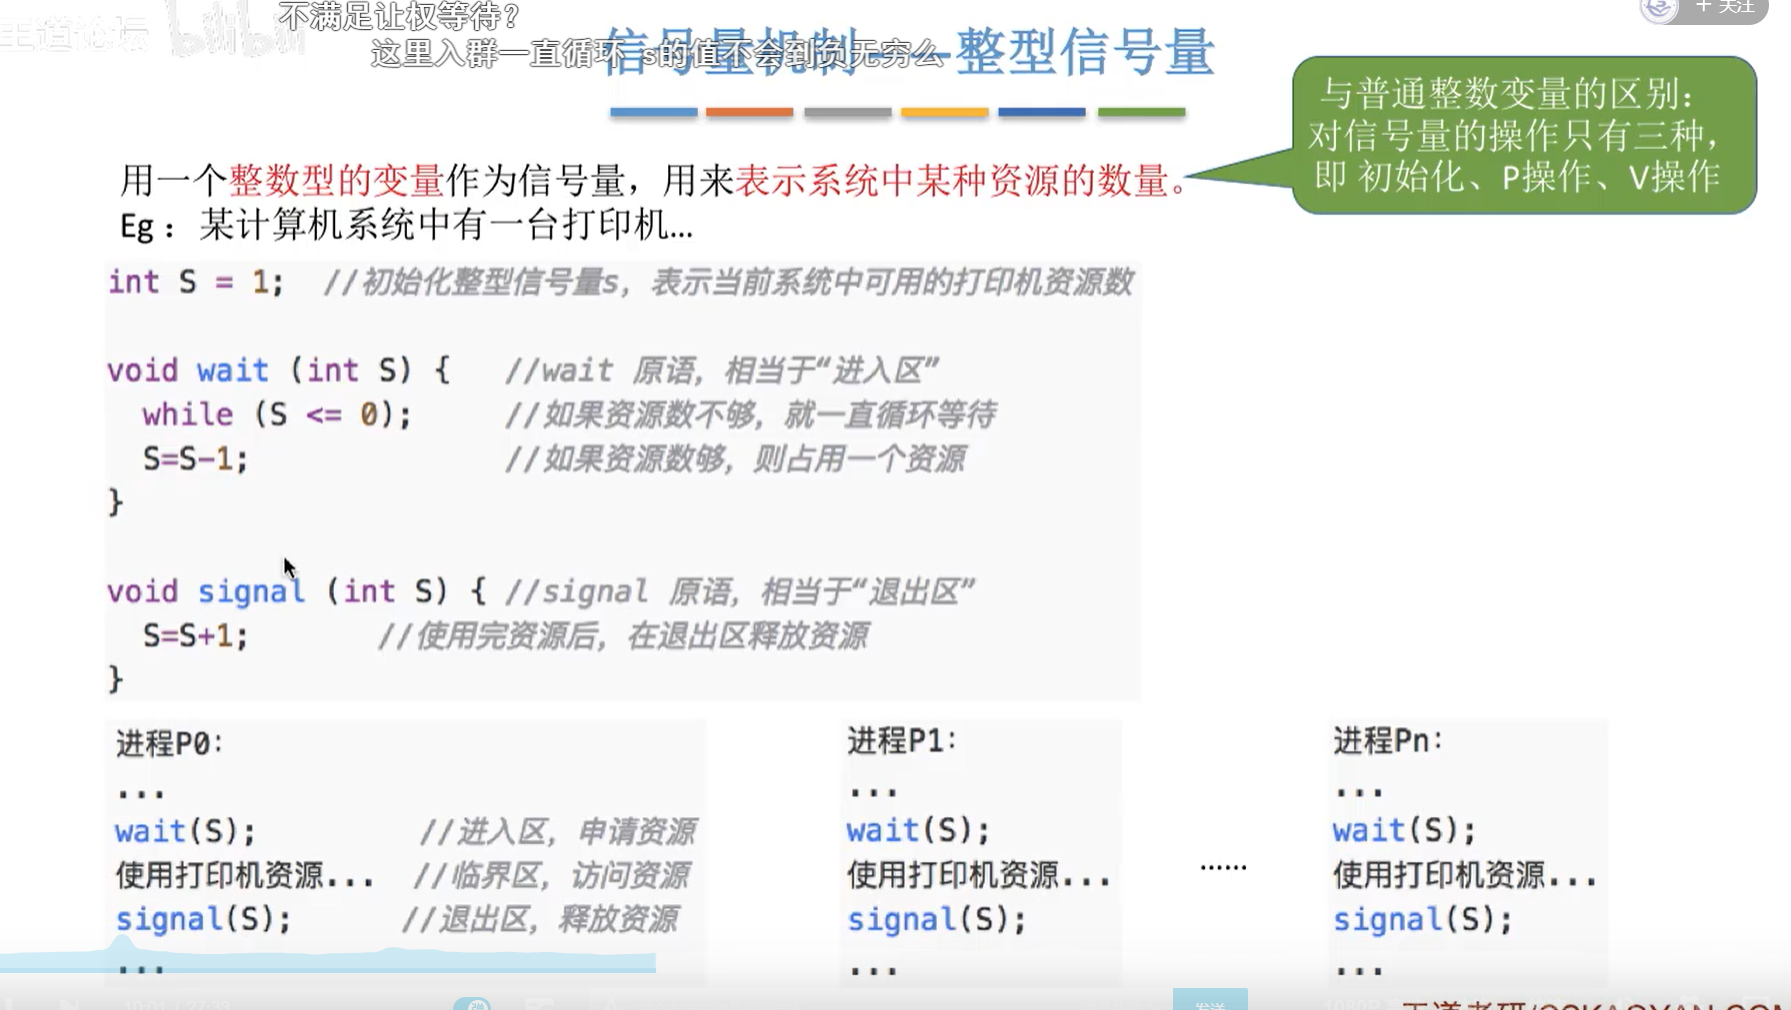 不满足让权等待？
+ 关注
王道论坛 bilibili
这里入群一直循环 s的值不会到负无穷么
信号量机制——整型信号量
与普通整数变量的区别：
对信号量的操作只有三种，
即 初始化、P操作、V操作
用一个整数型的变量作为信号量，用来表示系统中某种资源的数量。
Eg：某计算机系统中有一台打印机...
int S = 1; //初始化整型信号量s，表示当前系统中可用的打印机资源数
void wait (int S) { //wait 原语，相当于“进入区”
while (S <= 0); //如果资源数不够，就一直循环等待
S=S-1; //如果资源数够，则占用一个资源
}
void signal (int S) { //signal 原语，相当于“退出区”
S=S+1; //使用完资源后，在退出区释放资源
}
进程P0：
...
wait(S); //进入区，申请资源
使用打印机资源... //临界区，访问资源
signal(S); //退出区，释放资源
...
进程P1：
...
wait(S);
使用打印机资源...
signal(S);
...
......
进程Pn：
...
wait(S);
使用打印机资源...
signal(S);
...
发送